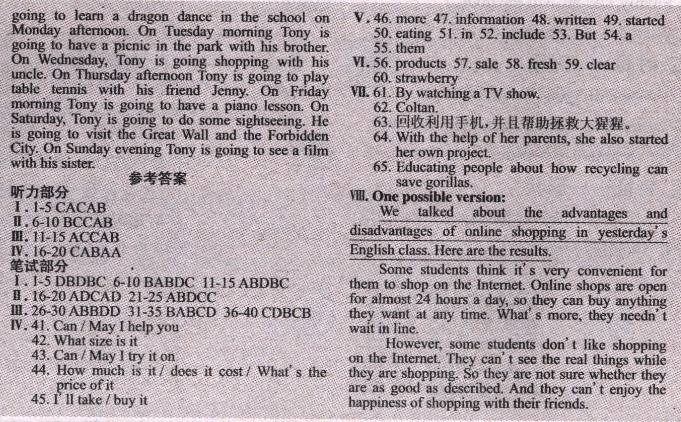 going to learn a dragon dance in the school on
Monday afternoon. On Tuesday morning Tony is
going to have a picnic in the park with his brother.
On Wednesday, Tony is going shopping with his
uncle. On Thursday afternoon Tony is going to play
table tennis with his friend Jenny. On Friday
morning Tony is going to have a piano lesson. On
Saturday, Tony is going to do some sightseeing. He
is going to visit the Great Wall and the Forbidden
City. On Sunday evening Tony is going to see a film
with his sister.
参考答案
听力部分
Ⅰ. 1-5 CACAB
Ⅱ. 6-10 BCCAB
Ⅲ. 11-15 ACCAB
Ⅳ. 16-20 CABAA
笔试部分
Ⅰ. 1-5 DBDBC 6-10 BABDC 11-15 ABDBC
Ⅱ. 16-20 ADCAD 21-25 ABDCC
Ⅲ. 26-30 ABBDD 31-35 BABCD 36-40 CDBCB
Ⅳ. 41. Can / May I help you
42. What size is it
43. Can / May I try it on
44. How much is it / does it cost / What's the
price of it
45. I'll take / buy it
Ⅴ. 46. more 47. information 48. written 49. started
50. eating 51. in 52. include 53. But 54. a
55. them
Ⅵ. 56. products 57. sale 58. fresh 59. clear
60. strawberry
Ⅶ. 61. By watching a TV show.
62. Coltan.
63. 回收利用手机,并且帮助拯救大猩猩。
64. With the help of her parents, she also started
her own project.
65. Educating people about how recycling can
save gorillas.
Ⅷ. One possible version:
We talked about the advantages and
disadvantages of online shopping in yesterday's
English class. Here are the results.
Some students think it's very convenient for
them to shop on the Internet. Online shops are open
for almost 24 hours a day, so they can buy anything
they want at any time. What's more, they needn't
wait in line.
However, some students don't like shopping
on the Internet. They can't see the real things while
they are shopping. So they are not sure whether they
are as good as described. And they can't enjoy the
happiness of shopping with their friends.